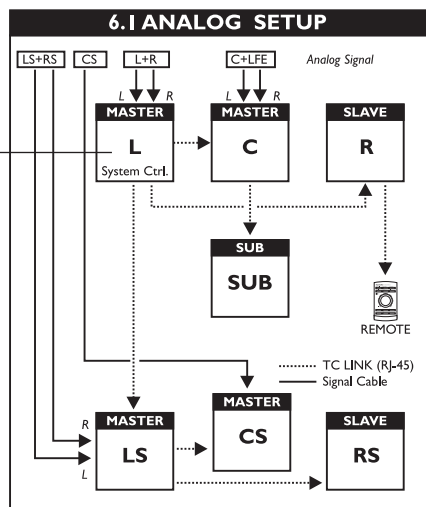 6.1 ANALOG SETUP
LS+RS CS L+R C+LFE Analog Signal
L R L R
MASTER MASTER SLAVE
L C R
System Ctrl.
SUB
SUB
REMOTE
TC LINK (RJ-45)
Signal Cable
MASTER
CS
R MASTER SLAVE
LS RS
L